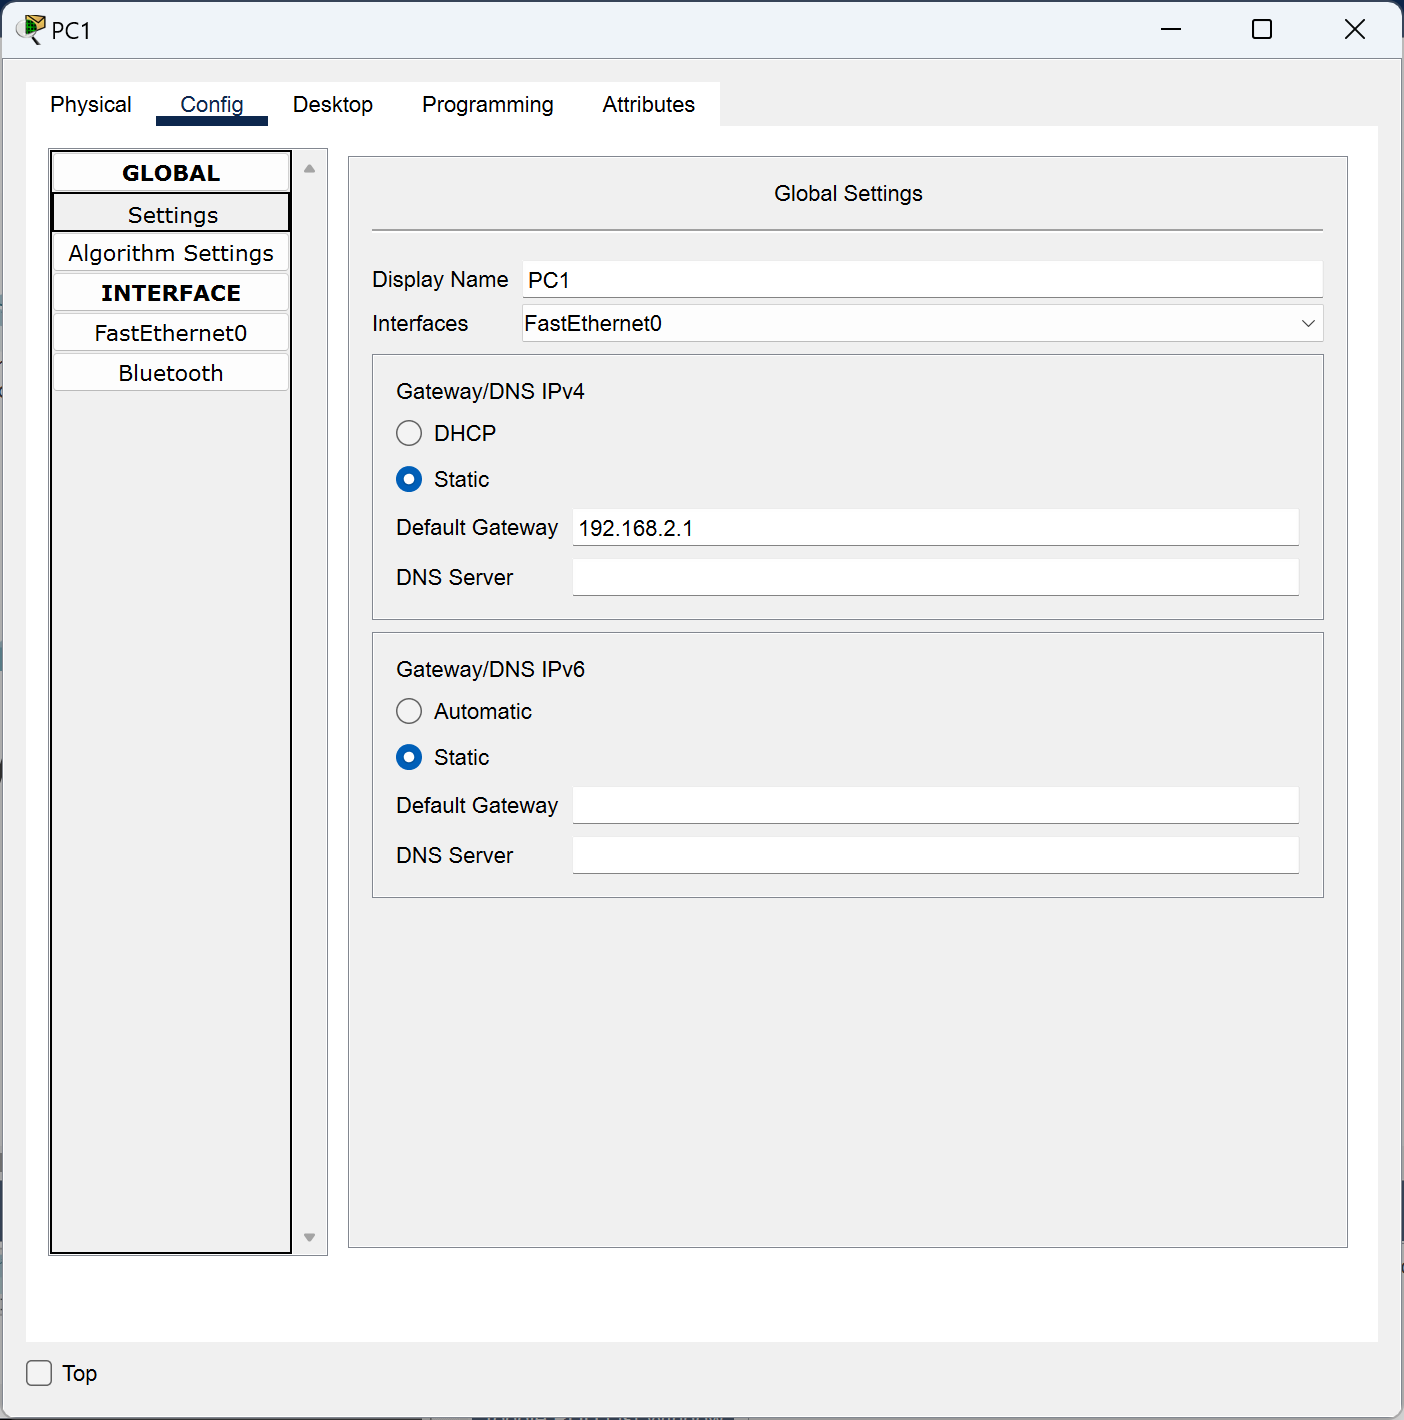 PC1
Physical Config Desktop Programming Attributes
GLOBAL
Settings
Algorithm Settings
INTERFACE
FastEthernet0
Bluetooth
Global Settings
Display Name PC1
Interfaces FastEthernet0
Gateway/DNS IPv4
DHCP
Static
Default Gateway 192.168.2.1
DNS Server
Gateway/DNS IPv6
Automatic
Static
Default Gateway
DNS Server
Top